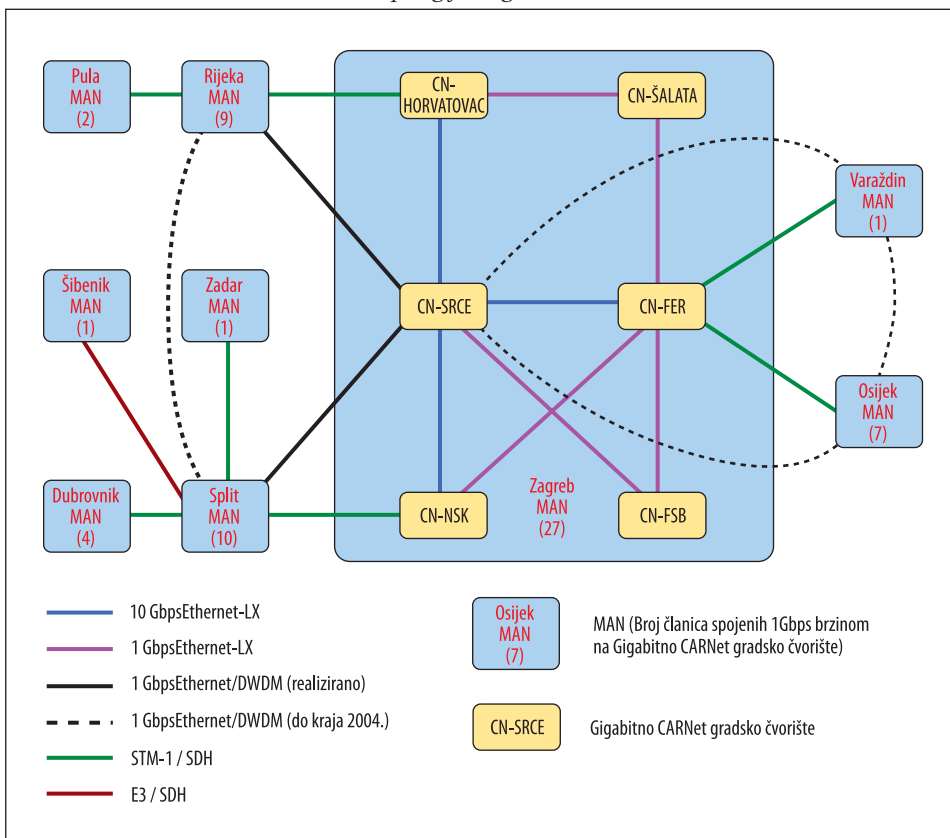 Pula
MAN
(2)
Rijeka
MAN
(9)
CN-
HORVATOVAC
CN-ŠALATA
Varaždin
MAN
(1)
Šibenik
MAN
(1)
Zadar
MAN
(1)
CN-SRCE
CN-FER
Osijek
MAN
(7)
Dubrovnik
MAN
(4)
Split
MAN
(10)
CN-NSK
Zagreb
MAN
(27)
CN-FSB
10 GbpsEthernet-LX
1 GbpsEthernet-LX
1 GbpsEthernet/DWDM (realizirano)
1 GbpsEthernet/DWDM (do kraja 2004.)
STM-1 / SDH
E3 / SDH
Osijek
MAN
(7)
MAN (Broj članica spojenih 1Gbps brzinom
na Gigabitno CARNet gradsko čvorište)
CN-SRCE
Gigabitno CARNet gradsko čvorište